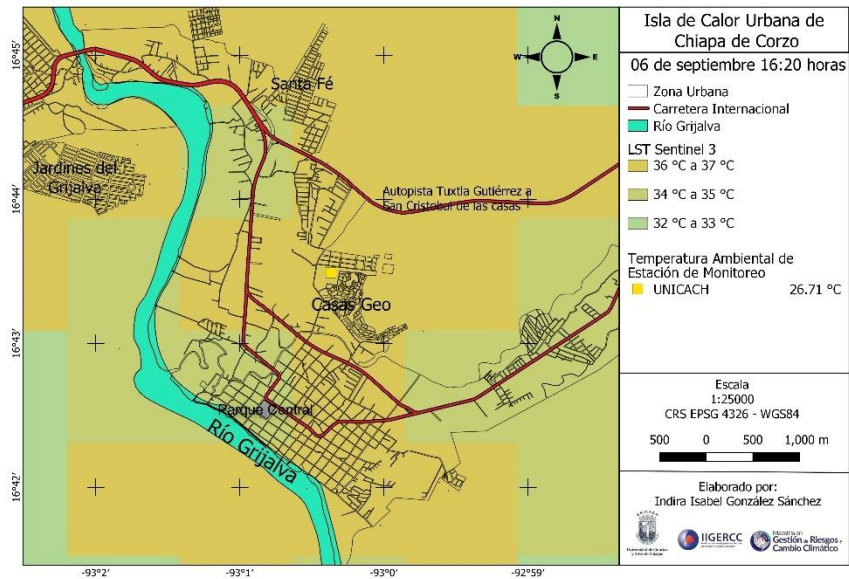 Isla de Calor Urbana de
Chiapa de Corzo
06 de septiembre 16:20 horas
Zona Urbana
Carretera Internacional
Río Grijalva
LST Sentinel 3
36 °C a 37 °C
34 °C a 35 °C
32 °C a 33 °C
Temperatura Ambiental de
Estación de Monitoreo
UNICACH 26.71 °C
Escala
1:25000
CRS EPSG 4326 - WGS84
500 0 500 1,000 m
Elaborado por:
Indira Isabel González Sánchez
UNICACH
IIGERCC
Maestría en
Gestión de Riesgos y
Cambio Climático
N
W E
S
Santa Fé
Jardines del
Grijalva
Autopista Tuxtla Gutiérrez a
San Cristobal de las casas
Casas Geo
Parque Central
Río Grijalva
16°45'
16°44'
16°43'
16°42'
-93°2' -93°1' -93°0' -92°59'